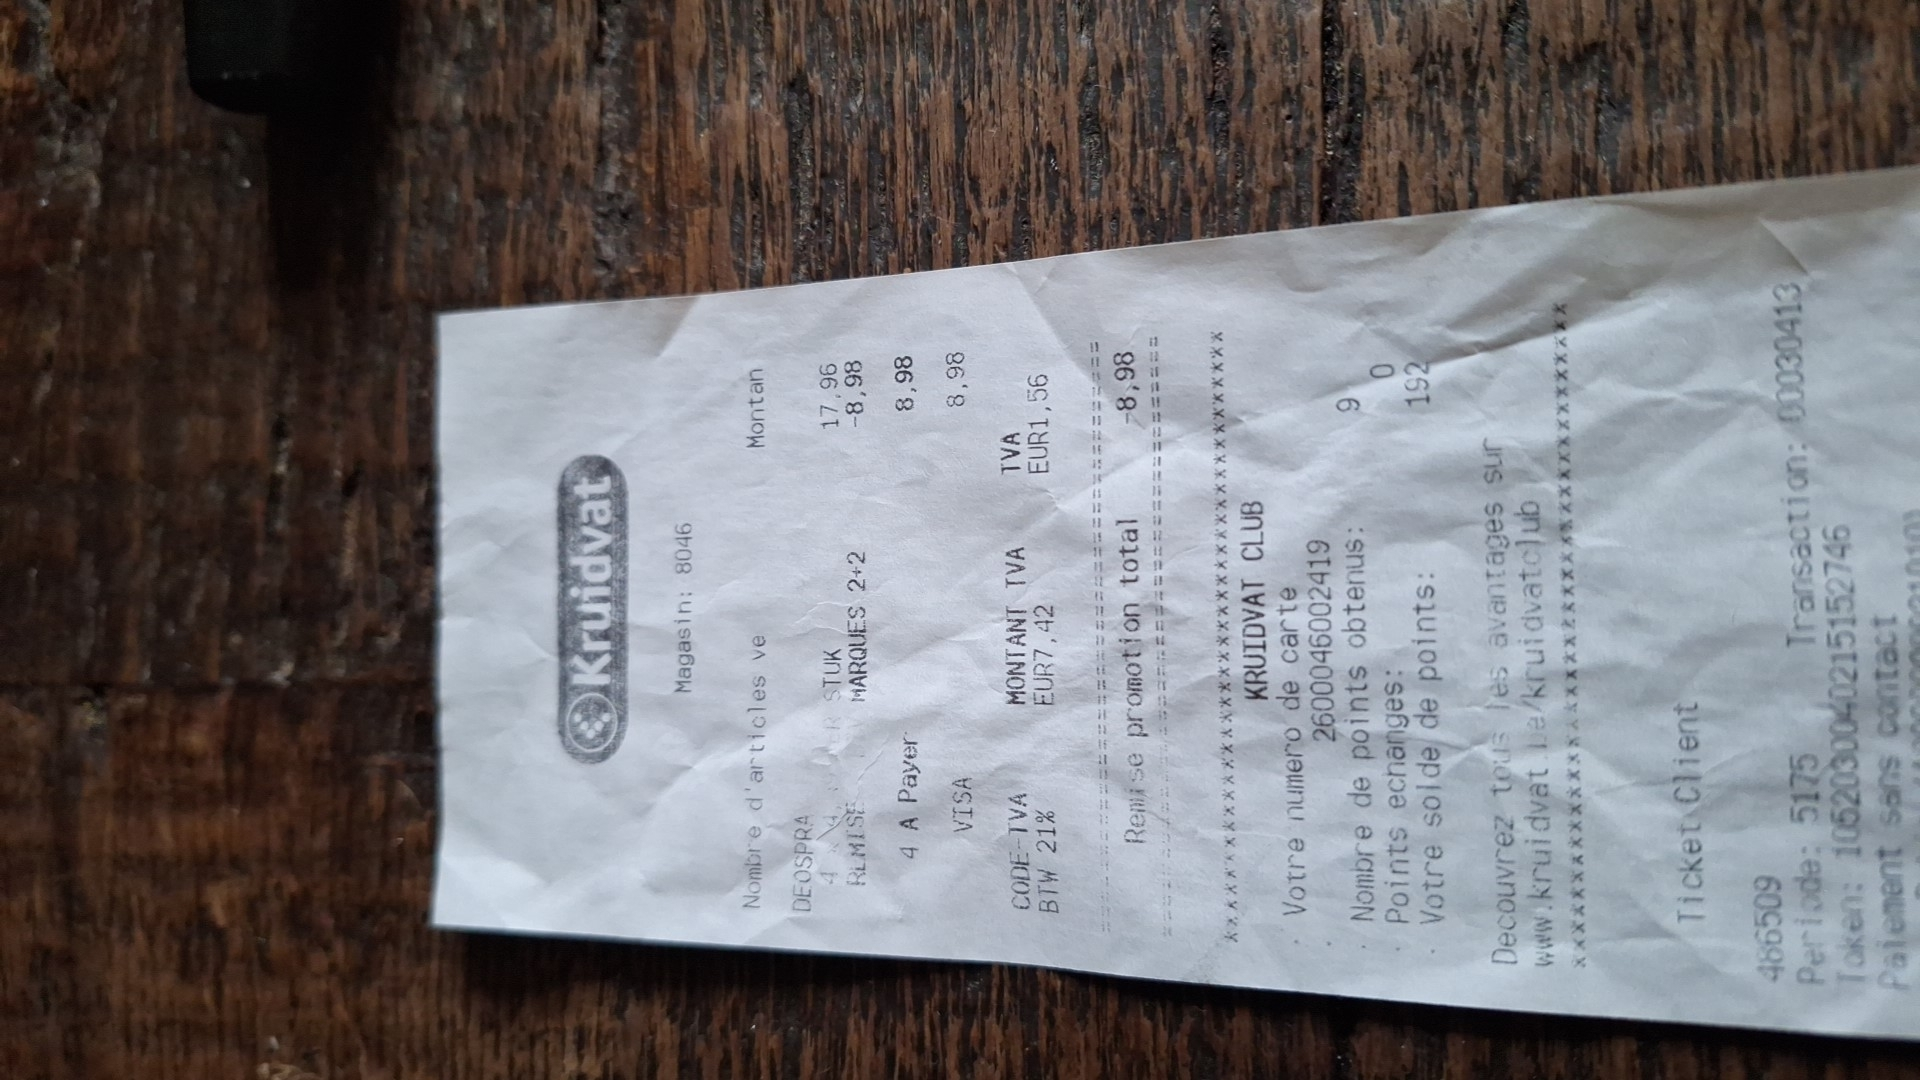 Kruidvat
Magasin: 8046
Nombre d'articles ve Montan
DEOSPRA
4 x 4, STUK 17,96
REMISE MARQUES 2+2 -8,98
4 A Payer 8,98
VISA 8,98
CODE-TVA MONTANT TVA TVA
BTW 21% EUR7,42 EUR1,56
Remise promotion total -8,98
KRUIDVAT CLUB
· Votre numero de carte
· 2600046002419
· Nombre de points obtenus: 9
· Points echanges: 0
· Votre solde de points: 192
Decouvrez tous les avantages sur
www.kruidvat.be/kruidvatclub
Ticket Client
486509
Periode: 5175 Transaction: 00030413
Token: 1062030040215152746
Paiement sans contact